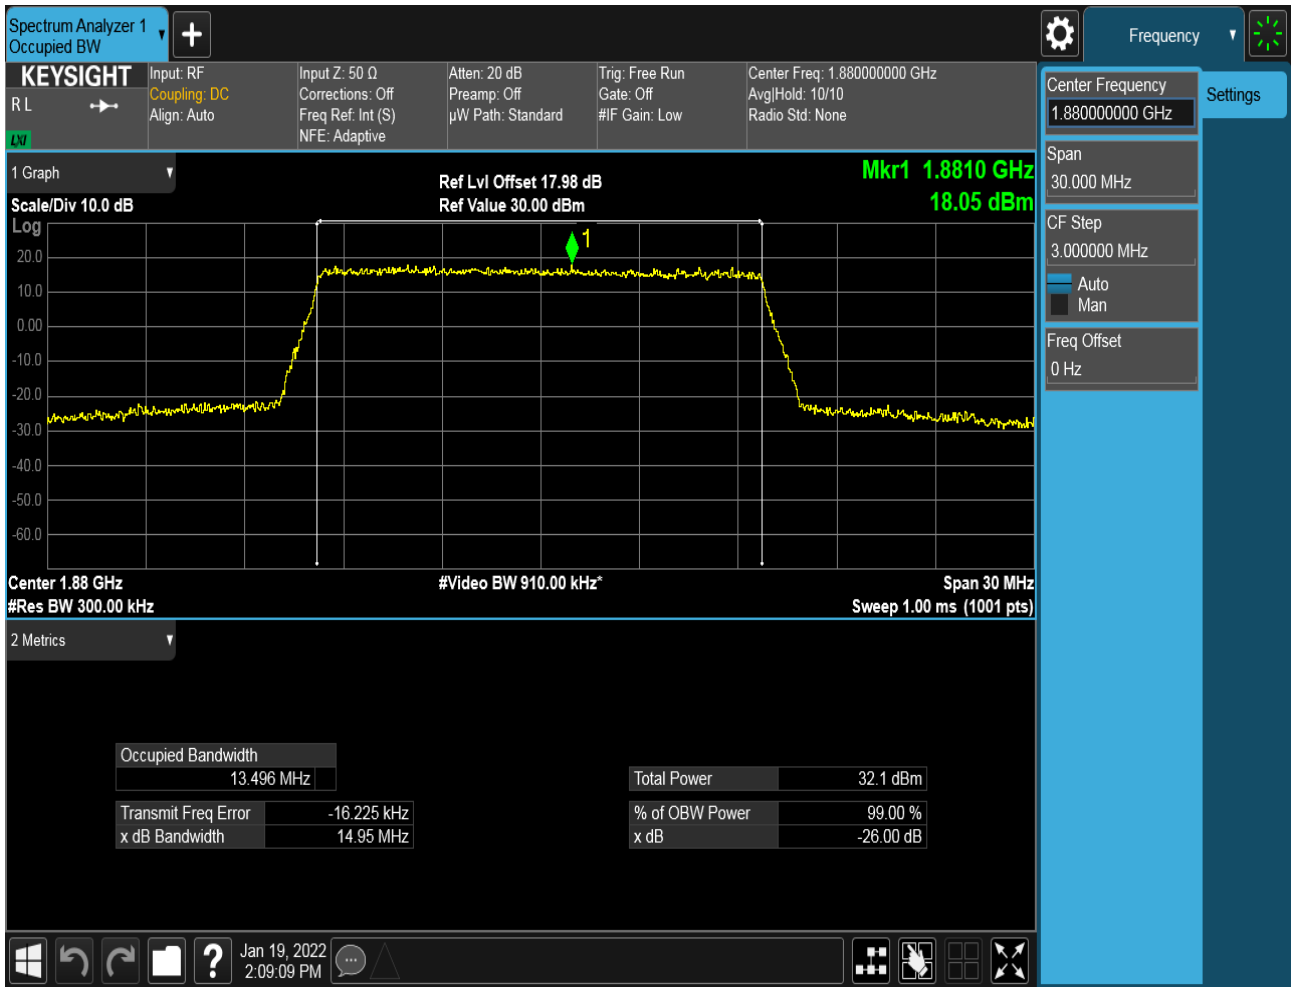 Spectrum Analyzer 1
Occupied BW
Frequency
KEYSIGHT
R L
LXI
Input: RF
Coupling: DC
Align: Auto
Input Z: 50 Ω
Corrections: Off
Freq Ref: Int (S)
NFE: Adaptive
Atten: 20 dB
Preamp: Off
µW Path: Standard
Trig: Free Run
Gate: Off
#IF Gain: Low
Center Freq: 1.880000000 GHz
Avg|Hold: 10/10
Radio Std: None
Center Frequency
1.880000000 GHz
Settings
Span
30.000 MHz
CF Step
3.000000 MHz
Auto
Man
Freq Offset
0 Hz
1 Graph
Scale/Div 10.0 dB
Ref Lvl Offset 17.98 dB
Ref Value 30.00 dBm
Mkr1 1.8810 GHz
18.05 dBm
Log
1
20.0
10.0
0.00
-10.0
-20.0
-30.0
-40.0
-50.0
-60.0
Center 1.88 GHz
#Video BW 910.00 kHz*
Span 30 MHz
#Res BW 300.00 kHz
Sweep 1.00 ms (1001 pts)
2 Metrics
Occupied Bandwidth
13.496 MHz
Total Power 32.1 dBm
Transmit Freq Error -16.225 kHz
% of OBW Power 99.00 %
x dB Bandwidth 14.95 MHz
x dB -26.00 dB
?
Jan 19, 2022
2:09:09 PM